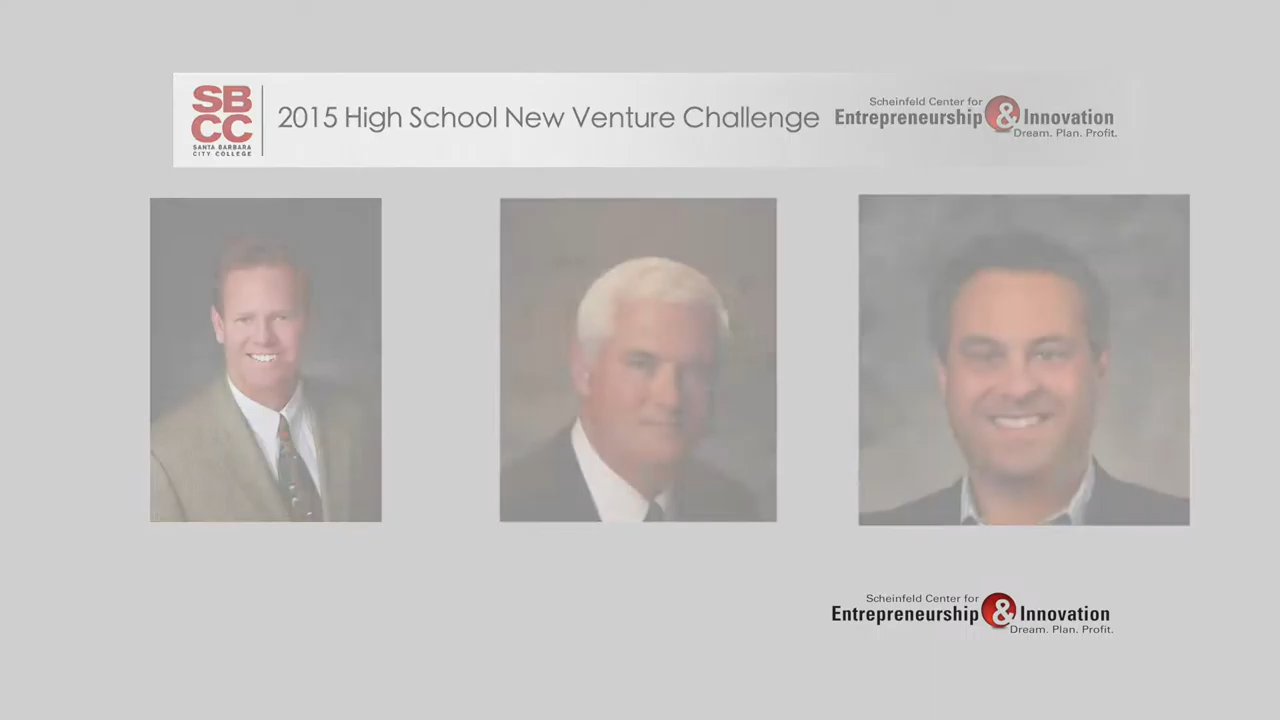 SB
CC
SANTA BARBARA
CITY COLLEGE
2015 High School New Venture Challenge
Scheinfeld Center for
Entrepreneurship & Innovation
Dream. Plan. Profit.
Scheinfeld Center for
Entrepreneurship & Innovation
Dream. Plan. Profit.